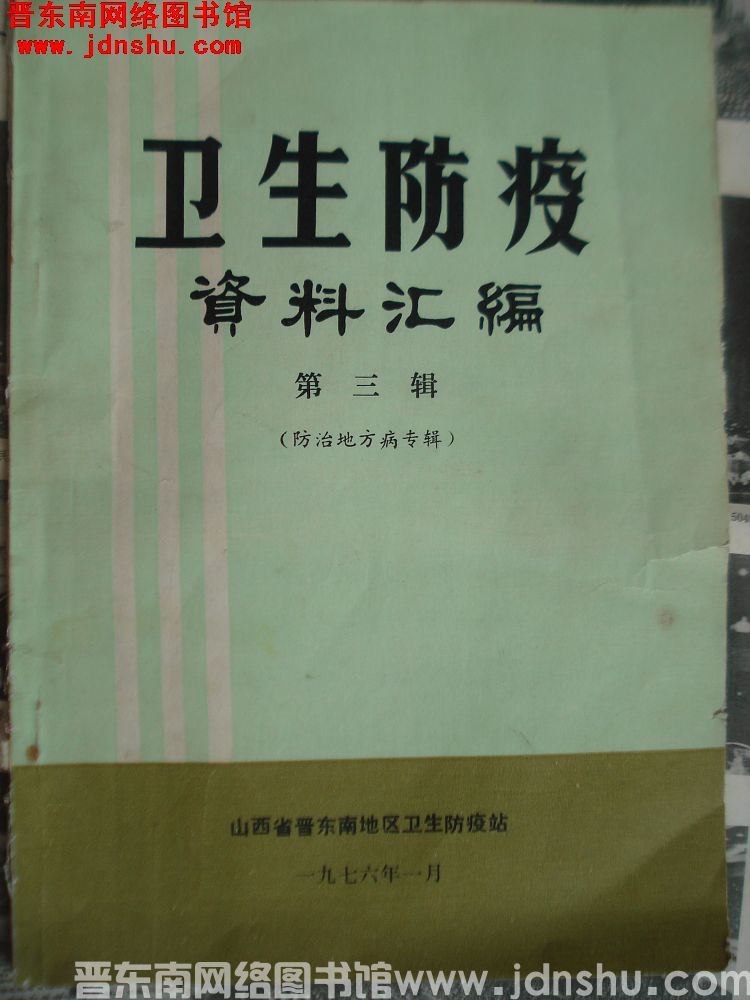 晋东南网络图书馆
www.jdnshu.com
卫生防疫
資料汇編
第三辑
（防治地方病专辑）
山西省晋东南地区卫生防疫站
一九七六年一月
晋东南网络图书馆www.jdnshu.com
504